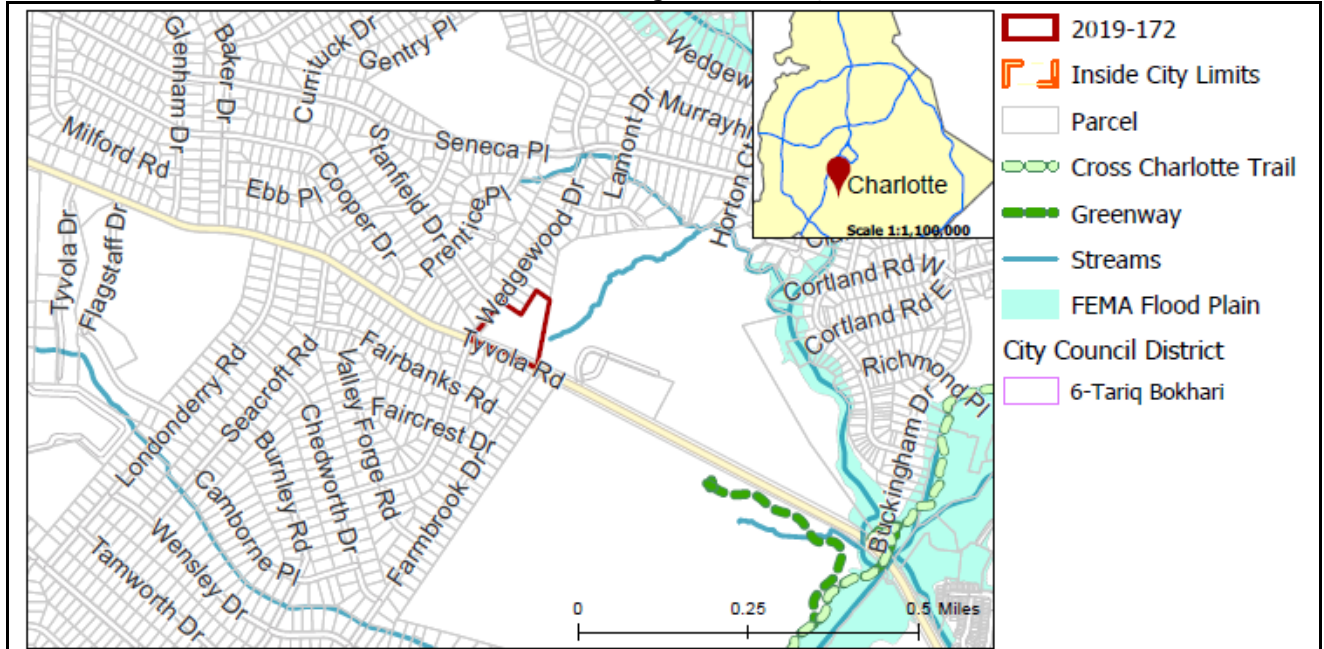 Glenham Dr
Baker Dr
Currituck Dr
Gentry Pl
Milford Rd
Seneca Pl
Stanfield Dr
Lamont Dr
Murrayh
Ebb Pl
Cooper Dr
Prentice Pl
Wedgewood Dr
Horton Ct
Tyvola Dr
Flagstaff Dr
Tyvola Rd
Fairbanks Rd
Cortland Rd W
Cortland Rd E
Richmond Pl
Londonderry Rd
Seacroft Rd
Valley Forge Rd
Faircrest Dr
Chedworth Dr
Burnley Rd
Farmbrook Dr
Camborne Pl
Wensley Dr
Tamworth Dr
Buckingham Dr
Wedgew
Charlotte
Scale 1:1,100,000
0 0.25 0.5 Miles
2019-172
Inside City Limits
Parcel
Cross Charlotte Trail
Greenway
Streams
FEMA Flood Plain
City Council District
6-Tariq Bokhari